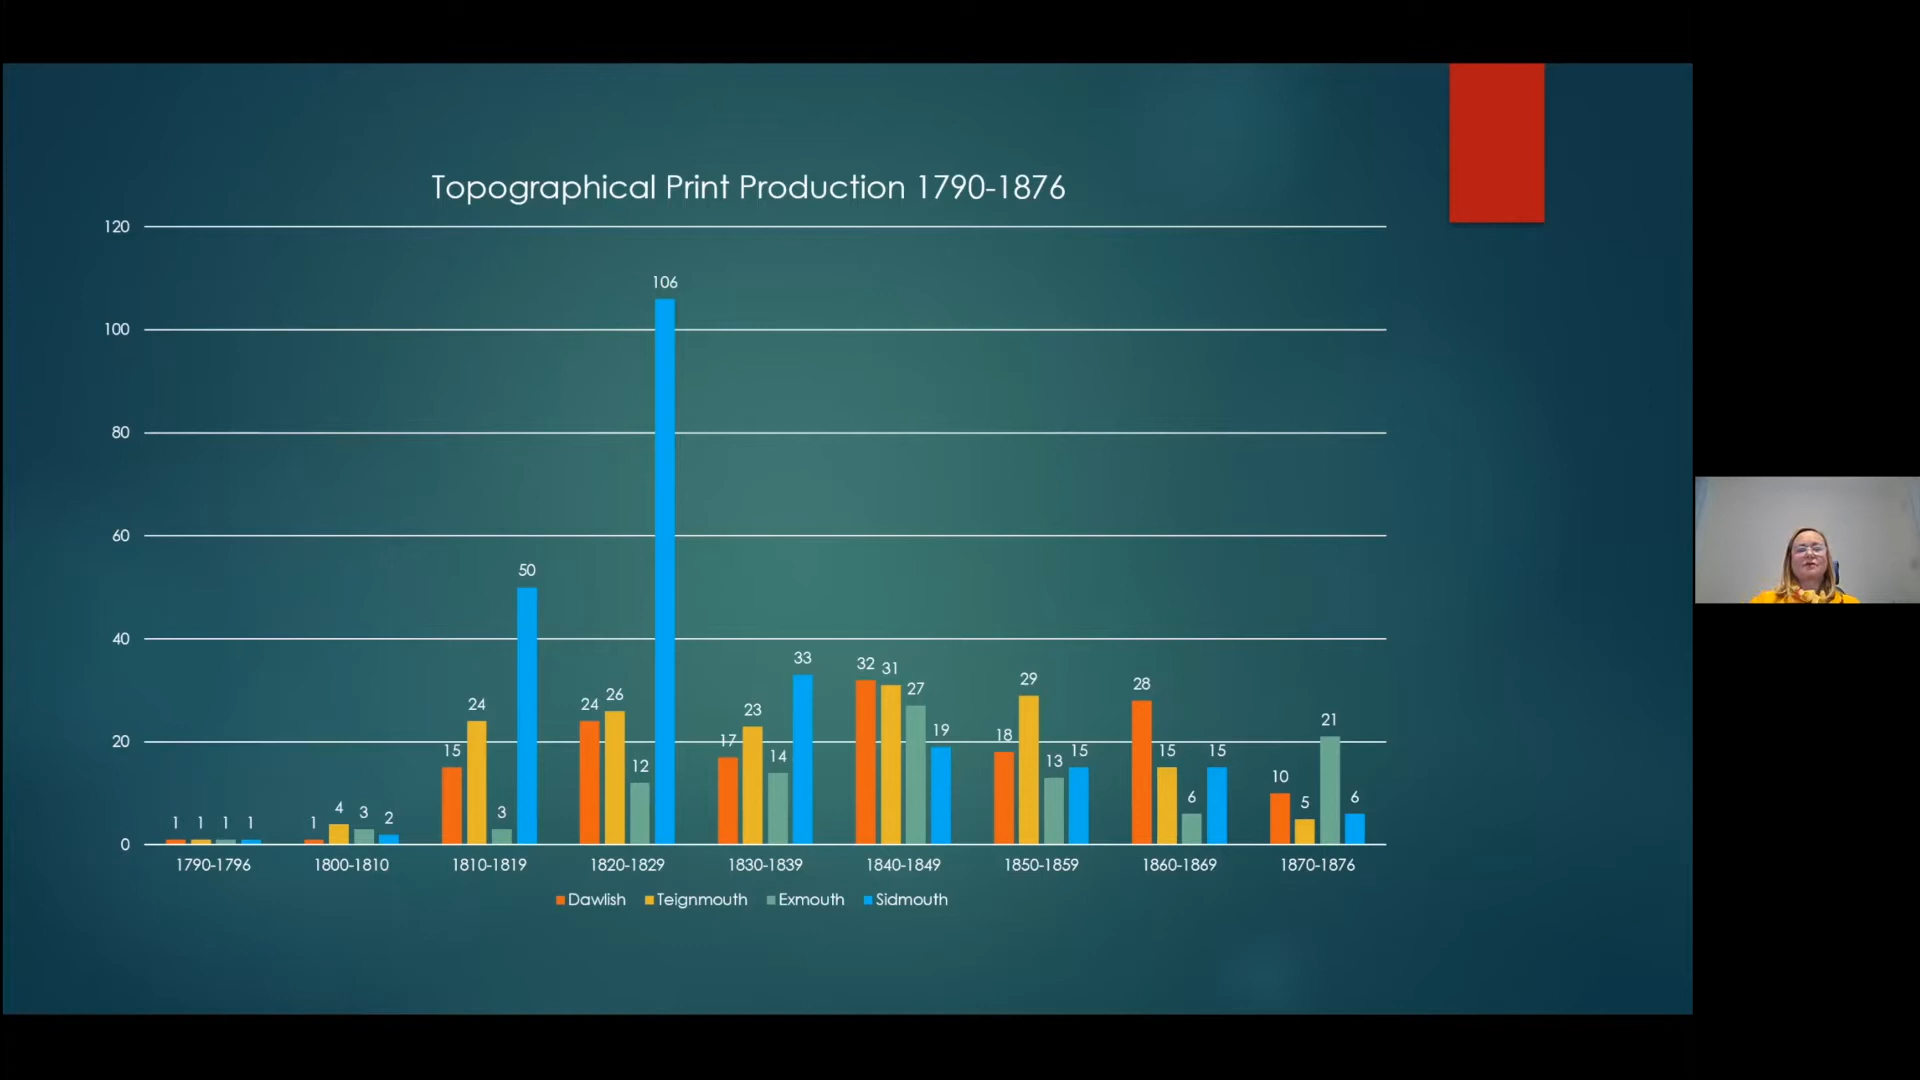 Topographical Print Production 1790-1876
120
100
80
60
40
20
0
1 1 1 1
1 4 3 2
15 24 3 50
24 26 12 106
17 23 14 33
32 31 27 19
18 29 13 15
28 15 6 15
10 5 21 6
1790-1796 1800-1810 1810-1819 1820-1829 1830-1839 1840-1849 1850-1859 1860-1869 1870-1876
Dawlish Teignmouth Exmouth Sidmouth